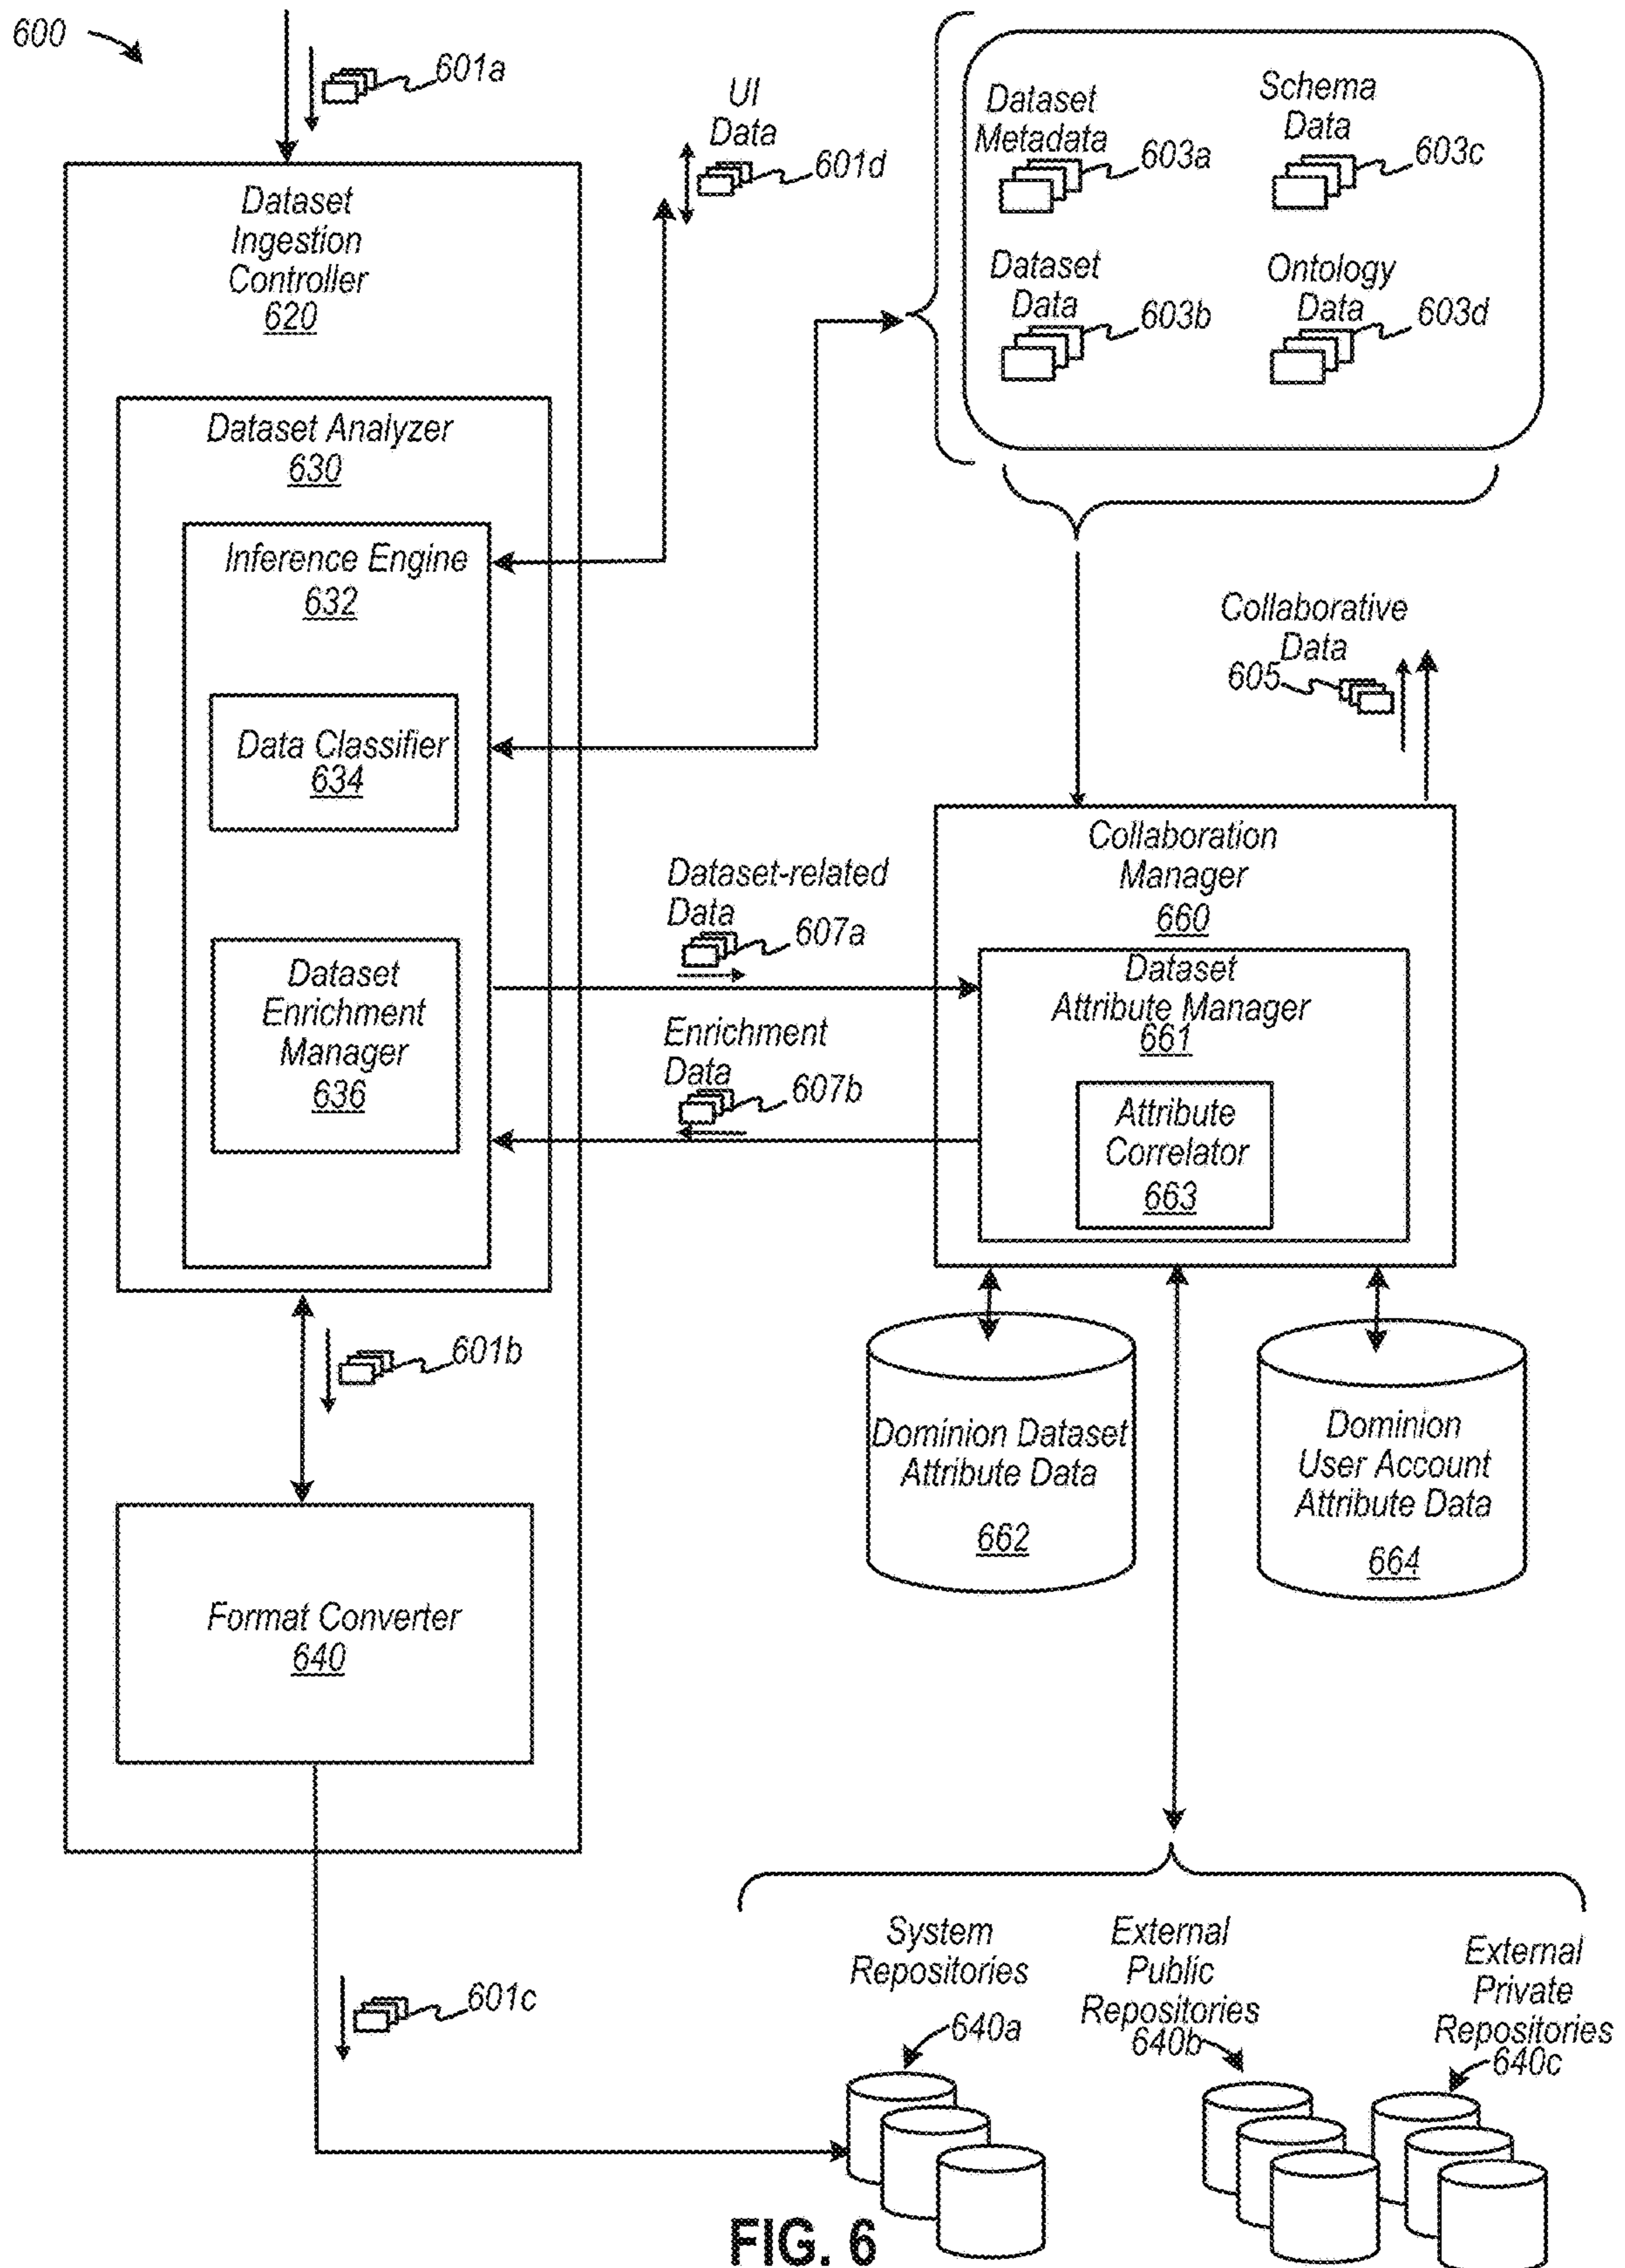 600
601a
UI
Data
601d
Dataset
Metadata
603a
Schema
Data
603c
Dataset
Data
603b
Ontology
Data
603d
Dataset
Ingestion
Controller
620
Dataset Analyzer
630
Inference Engine
632
Data Classifier
634
Dataset
Enrichment
Manager
636
Collaborative
Data
605
Dataset-related
Data
607a
Enrichment
Data
607b
Collaboration
Manager
660
Dataset
Attribute Manager
661
Attribute
Correlator
663
601b
Dominion Dataset
Attribute Data
662
Dominion
User Account
Attribute Data
664
Format Converter
640
601c
System
Repositories
640a
External
Public
Repositories
640b
External
Private
Repositories
640c
FIG. 6